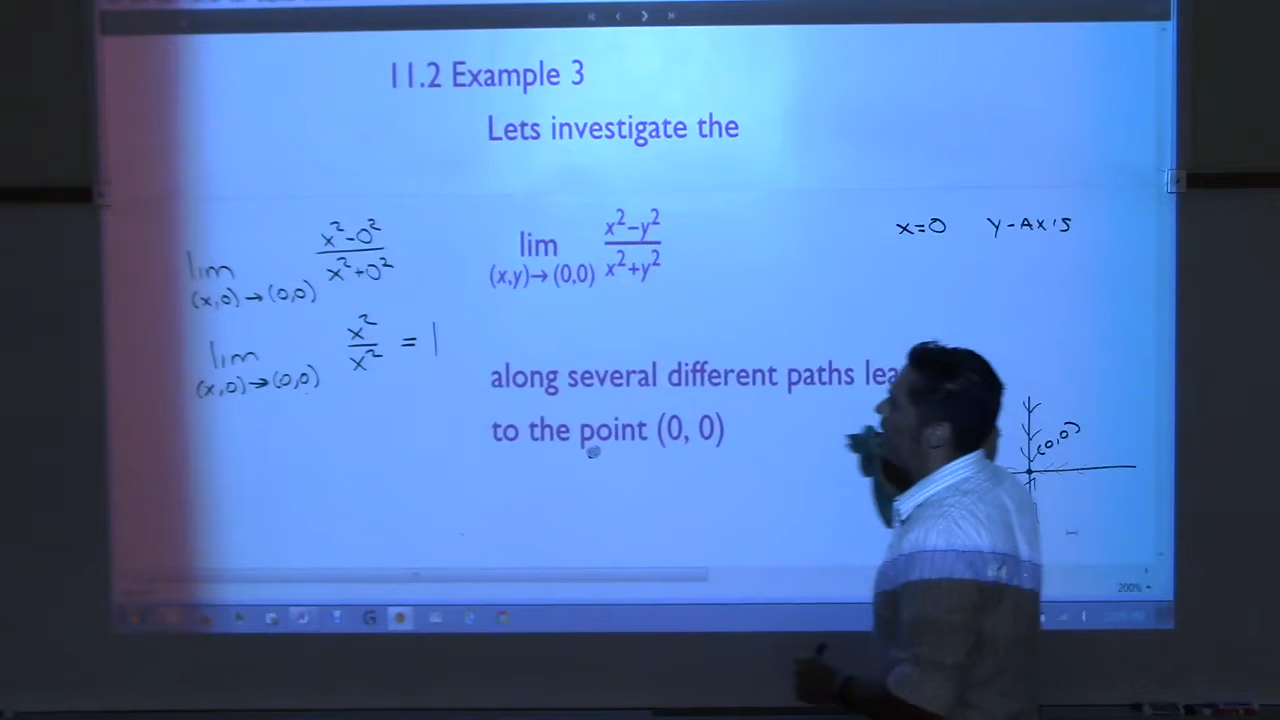 11.2 Example 3
Lets investigate the
lim (x,y)→(0,0) x²−y² / x²+y²
along several different paths lea
to the point (0, 0)
lim (x,0)→(0,0) x²−0² / x²+0²
lim (x,0)→(0,0) x² / x² = 1
x=0 y-Axis
(0,0)
200%